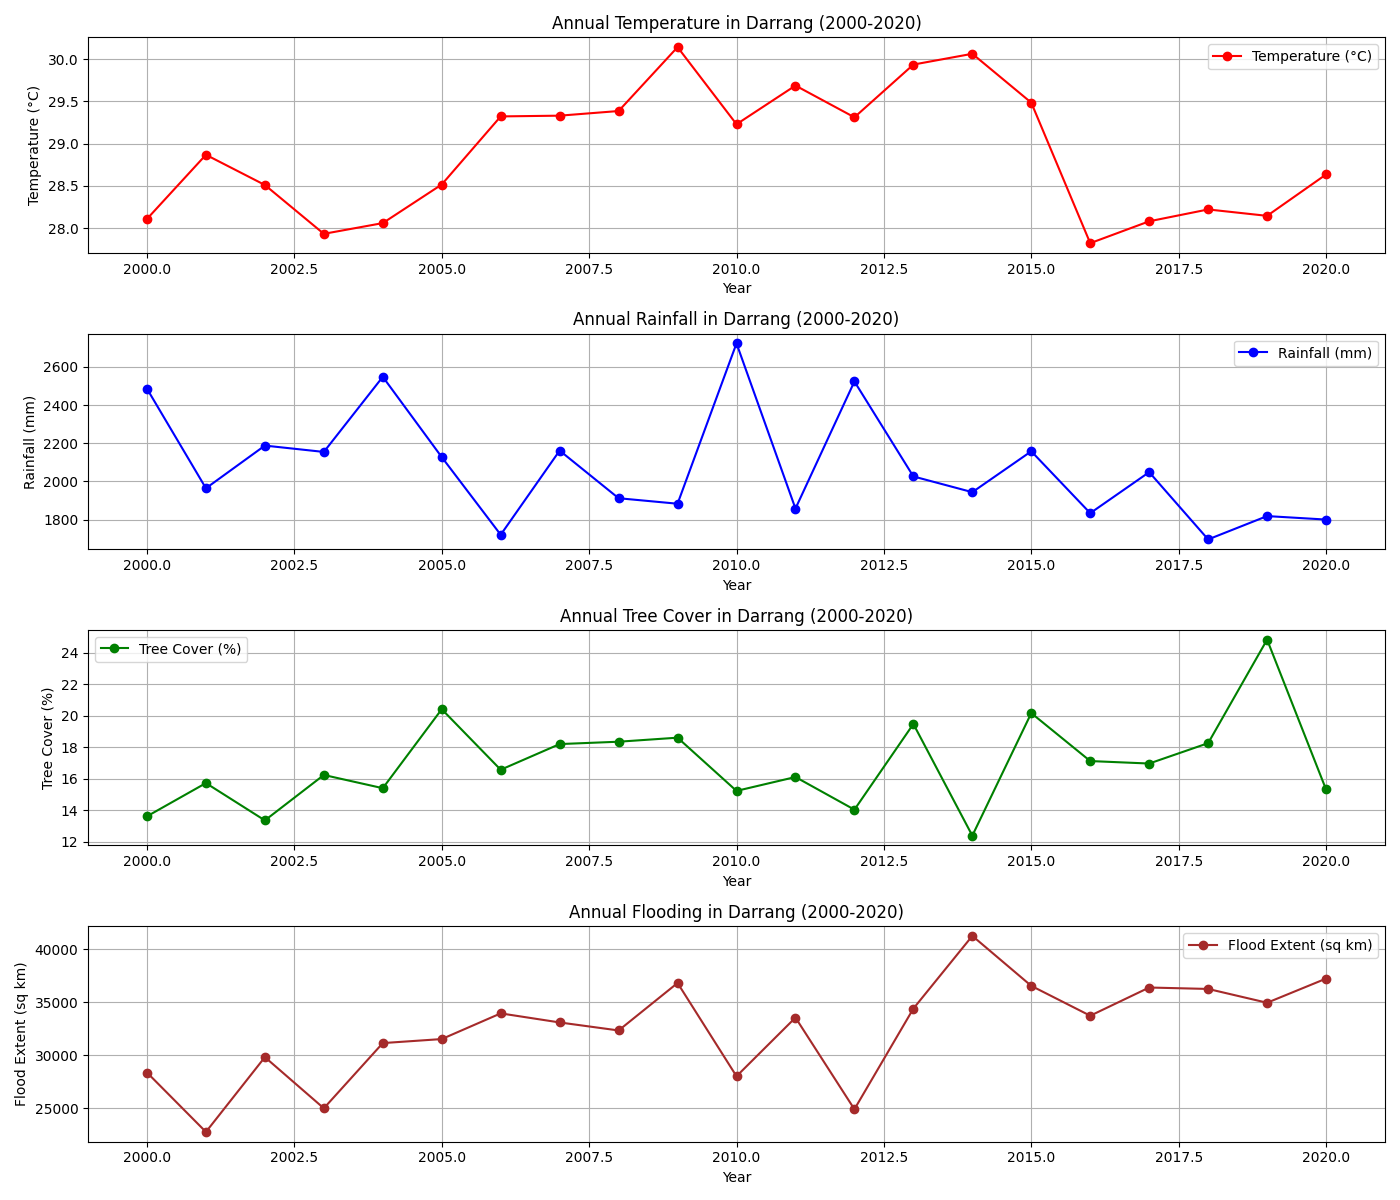 Annual Temperature in Darrang (2000-2020)
Temperature (°C)
30.0
29.5
29.0
28.5
28.0
Temperature (°C)
2000.0 2002.5 2005.0 2007.5 2010.0 2012.5 2015.0 2017.5 2020.0
Year
Annual Rainfall in Darrang (2000-2020)
Rainfall (mm)
2600
2400
2200
2000
1800
Rainfall (mm)
2000.0 2002.5 2005.0 2007.5 2010.0 2012.5 2015.0 2017.5 2020.0
Year
Annual Tree Cover in Darrang (2000-2020)
Tree Cover (%)
24
22
20
18
16
14
12
Tree Cover (%)
2000.0 2002.5 2005.0 2007.5 2010.0 2012.5 2015.0 2017.5 2020.0
Year
Annual Flooding in Darrang (2000-2020)
Flood Extent (sq km)
40000
35000
30000
25000
Flood Extent (sq km)
2000.0 2002.5 2005.0 2007.5 2010.0 2012.5 2015.0 2017.5 2020.0
Year